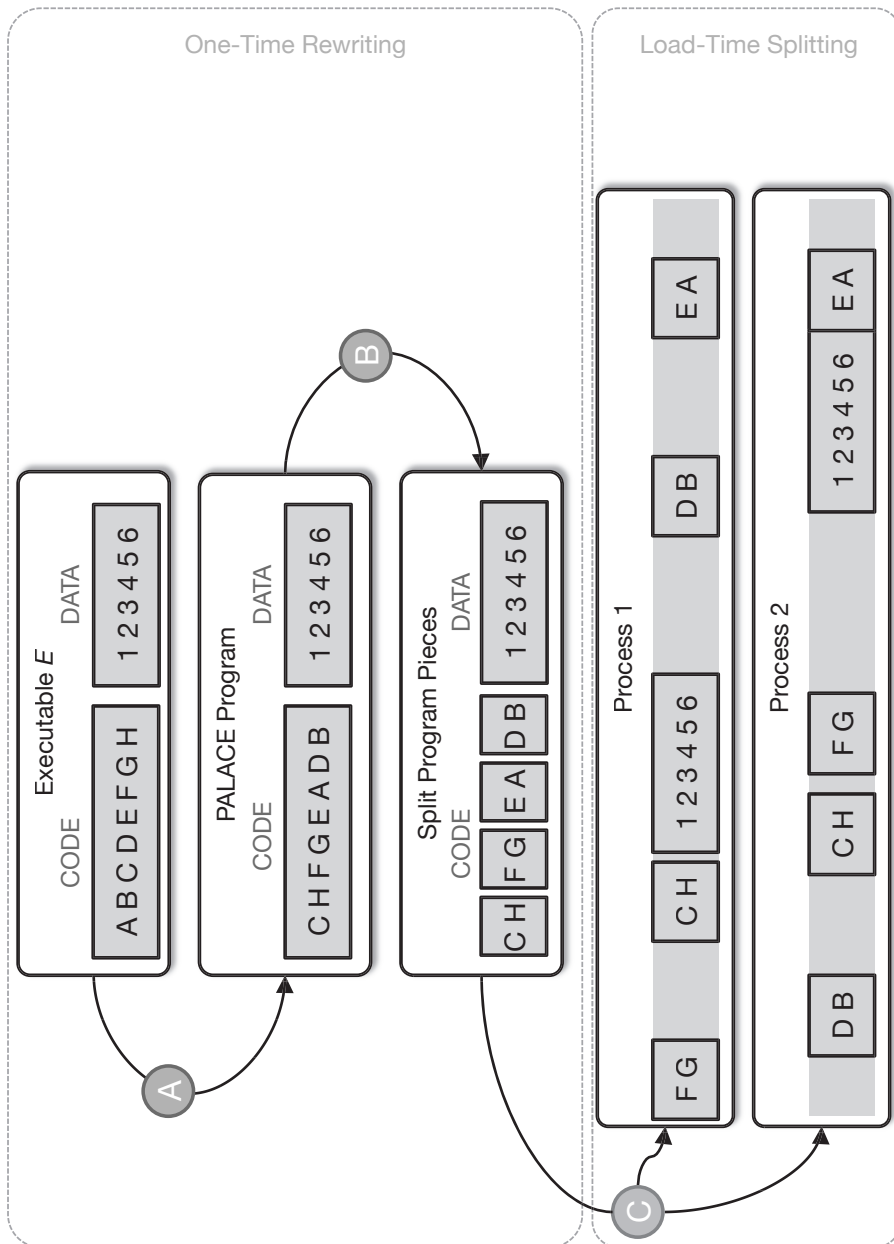 One-Time Rewriting
Executable E
CODE DATA
A B C D E F G H 1 2 3 4 5 6
A
PALACE Program
CODE DATA
C H F G E A D B 1 2 3 4 5 6
B
Split Program Pieces
CODE DATA
C H F G E A D B 1 2 3 4 5 6
C
Load-Time Splitting
Process 1
F G C H 1 2 3 4 5 6 D B E A
Process 2
D B C H F G 1 2 3 4 5 6 E A